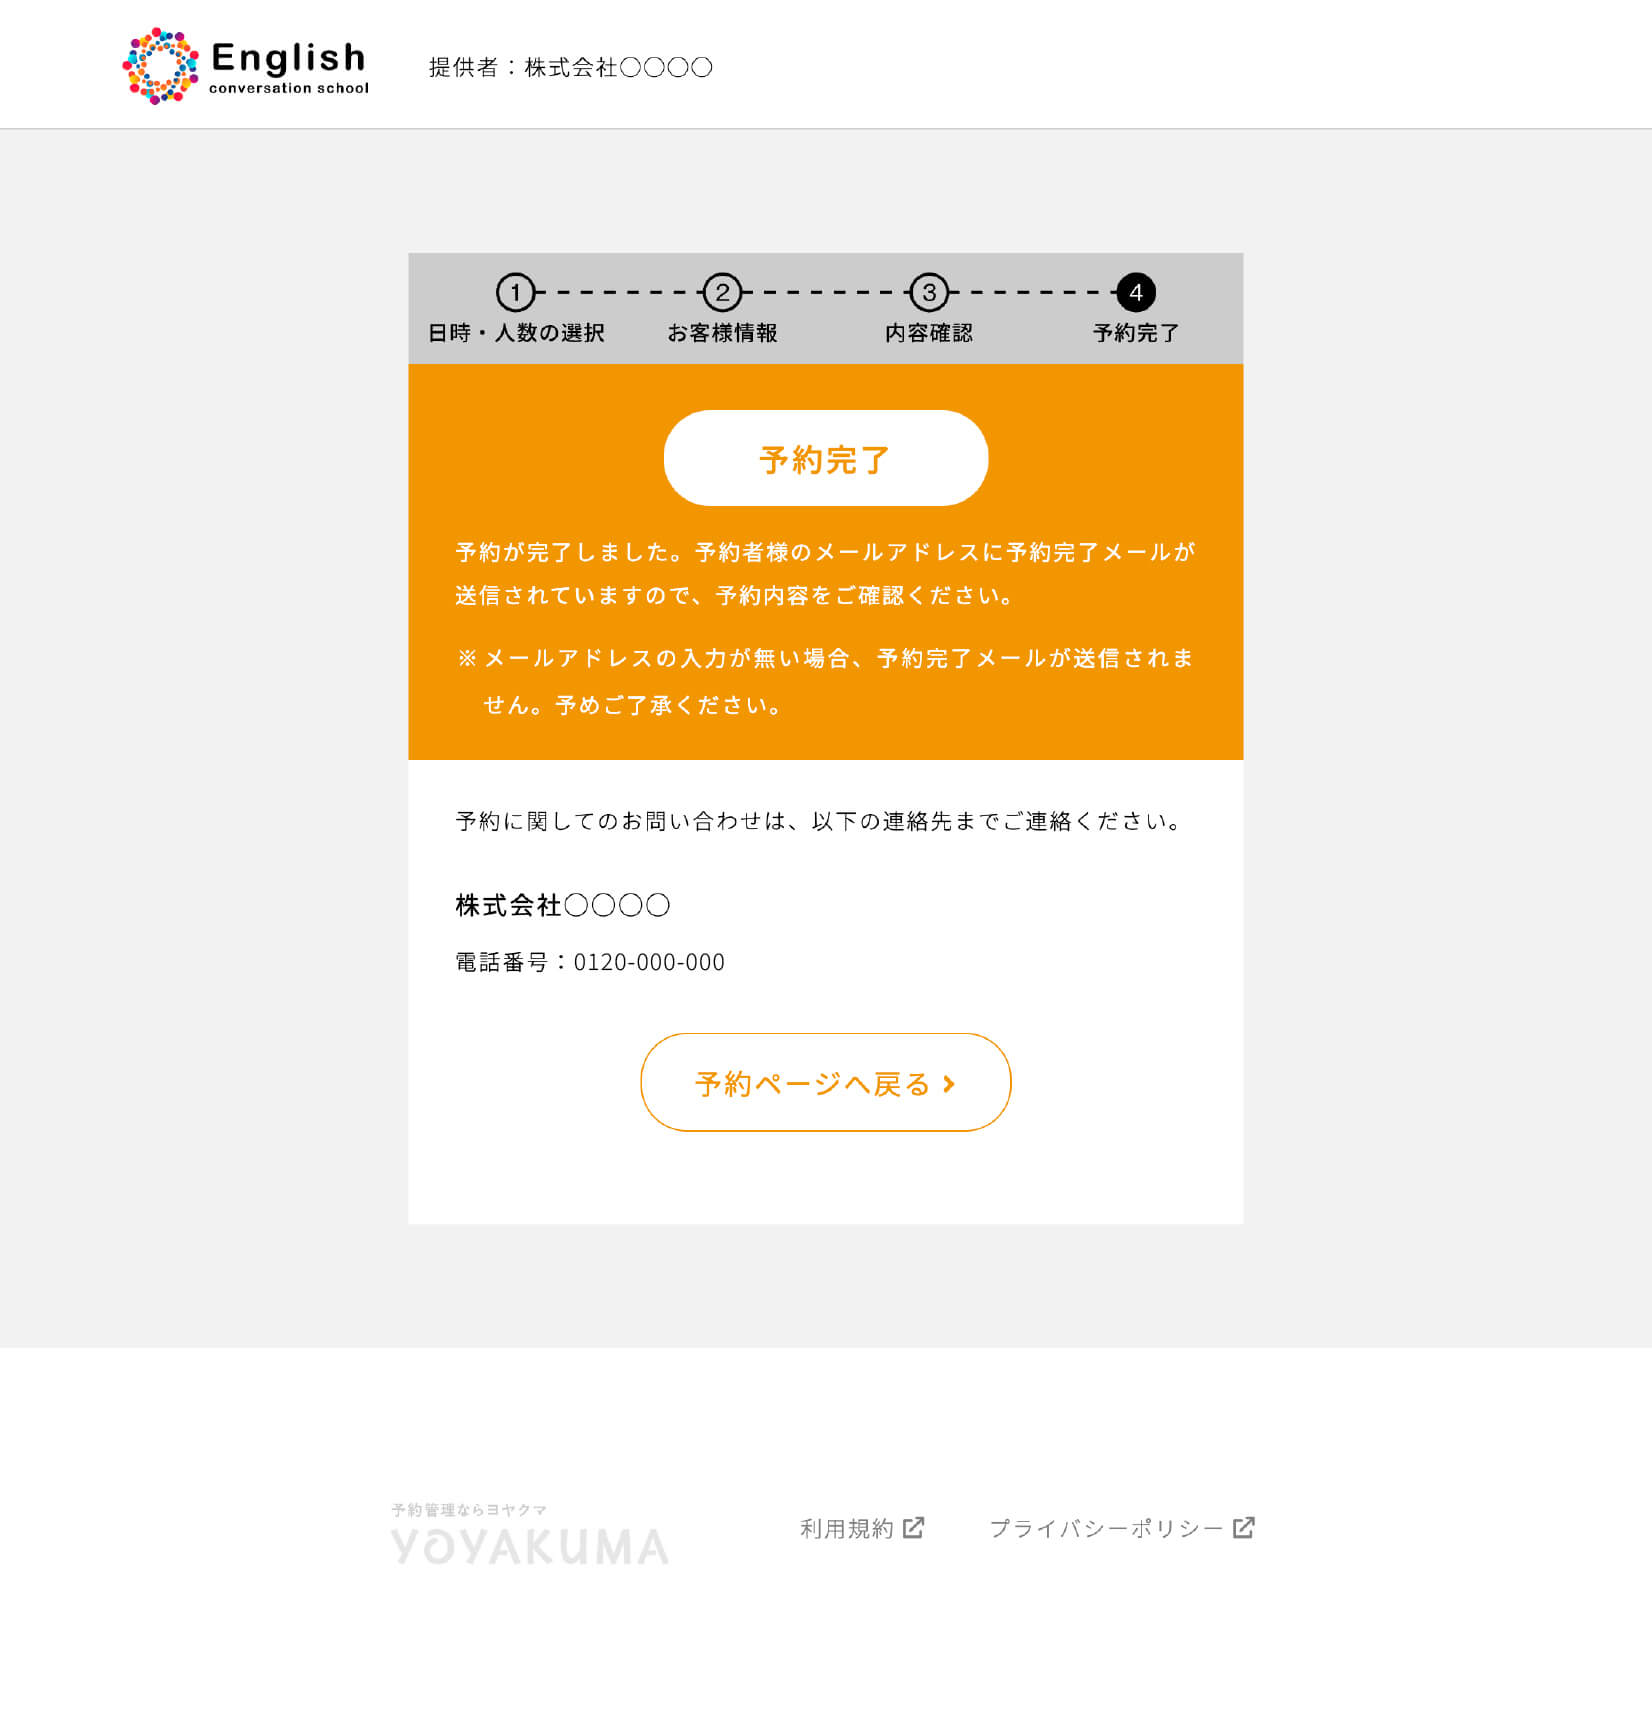 English
conversation school
提供者：株式会社〇〇〇〇
1 2 3 4
日時・人数の選択 お客様情報 内容確認 予約完了
予約完了
予約が完了しました。予約者様のメールアドレスに予約完了メールが
送信されていますので、予約内容をご確認ください。
※メールアドレスの入力が無い場合、予約完了メールが送信されま
せん。予めご了承ください。
予約に関してのお問い合わせは、以下の連絡先までご連絡ください。
株式会社〇〇〇〇
電話番号：0120-000-000
予約ページへ戻る
予約管理ならヨヤクマ
YOYAKUMA
利用規約 プライバシーポリシー